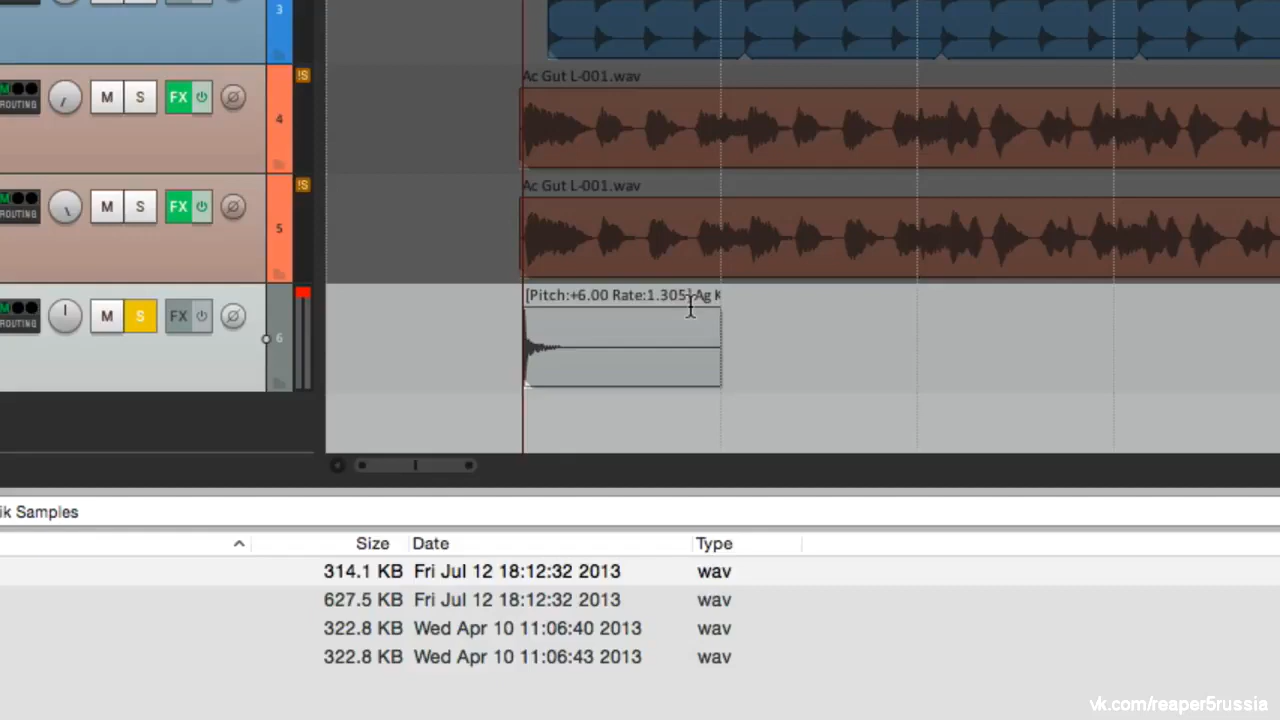 3
Ac Gut L-001.wav
M S FX !S
ROUTING
4
Ac Gut L-001.wav
M S FX !S
ROUTING
5
[Pitch:+6.00 Rate:1.305] Ag K
M S FX
ROUTING
6
ik Samples
Size Date Type
314.1 KB Fri Jul 12 18:12:32 2013 wav
627.5 KB Fri Jul 12 18:12:32 2013 wav
322.8 KB Wed Apr 10 11:06:40 2013 wav
322.8 KB Wed Apr 10 11:06:43 2013 wav
vk.com/reaper5russia